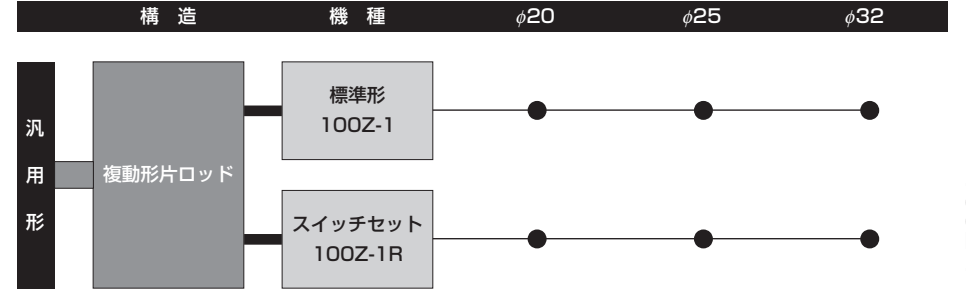 構 造 機 種 φ20 φ25 φ32
汎用形
複動形片ロッド
標準形
100Z-1
スイッチセット
100Z-1R